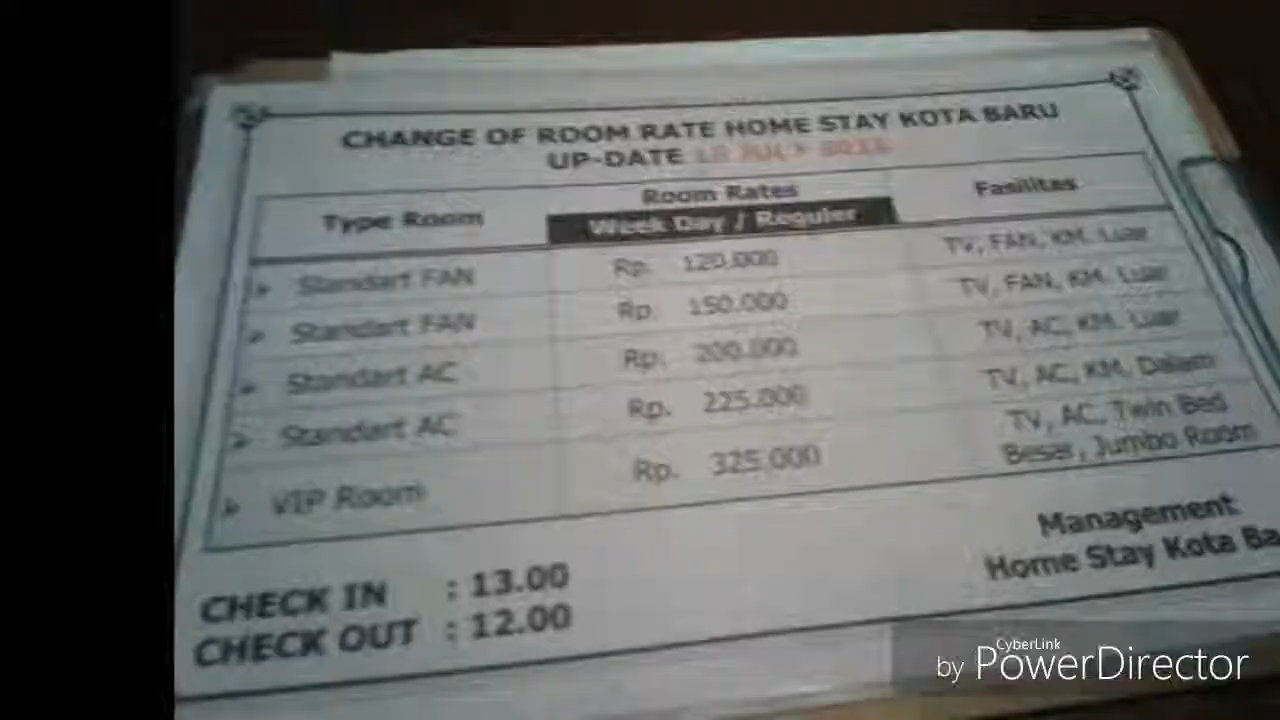 CHANGE OF ROOM RATE HOME STAY KOTA BARU
UP-DATE JULY
Type Room Room Rates Fasilitas
Week Day / Reguler
Standart FAN Rp. 120.000 TV, FAN, KM. Luar
Standart FAN Rp. 150.000 TV, FAN, KM. Luar
Standart AC Rp. 200.000 TV, AC, KM. Luar
Standart AC Rp. 225.000 TV, AC, KM. Dalam
VIP Room Rp. 325.000 TV, AC, Twin Bed
Besar, Jumbo Room
CHECK IN : 13.00
CHECK OUT : 12.00
Management
Home Stay Kota Ba
by CyberLink PowerDirector